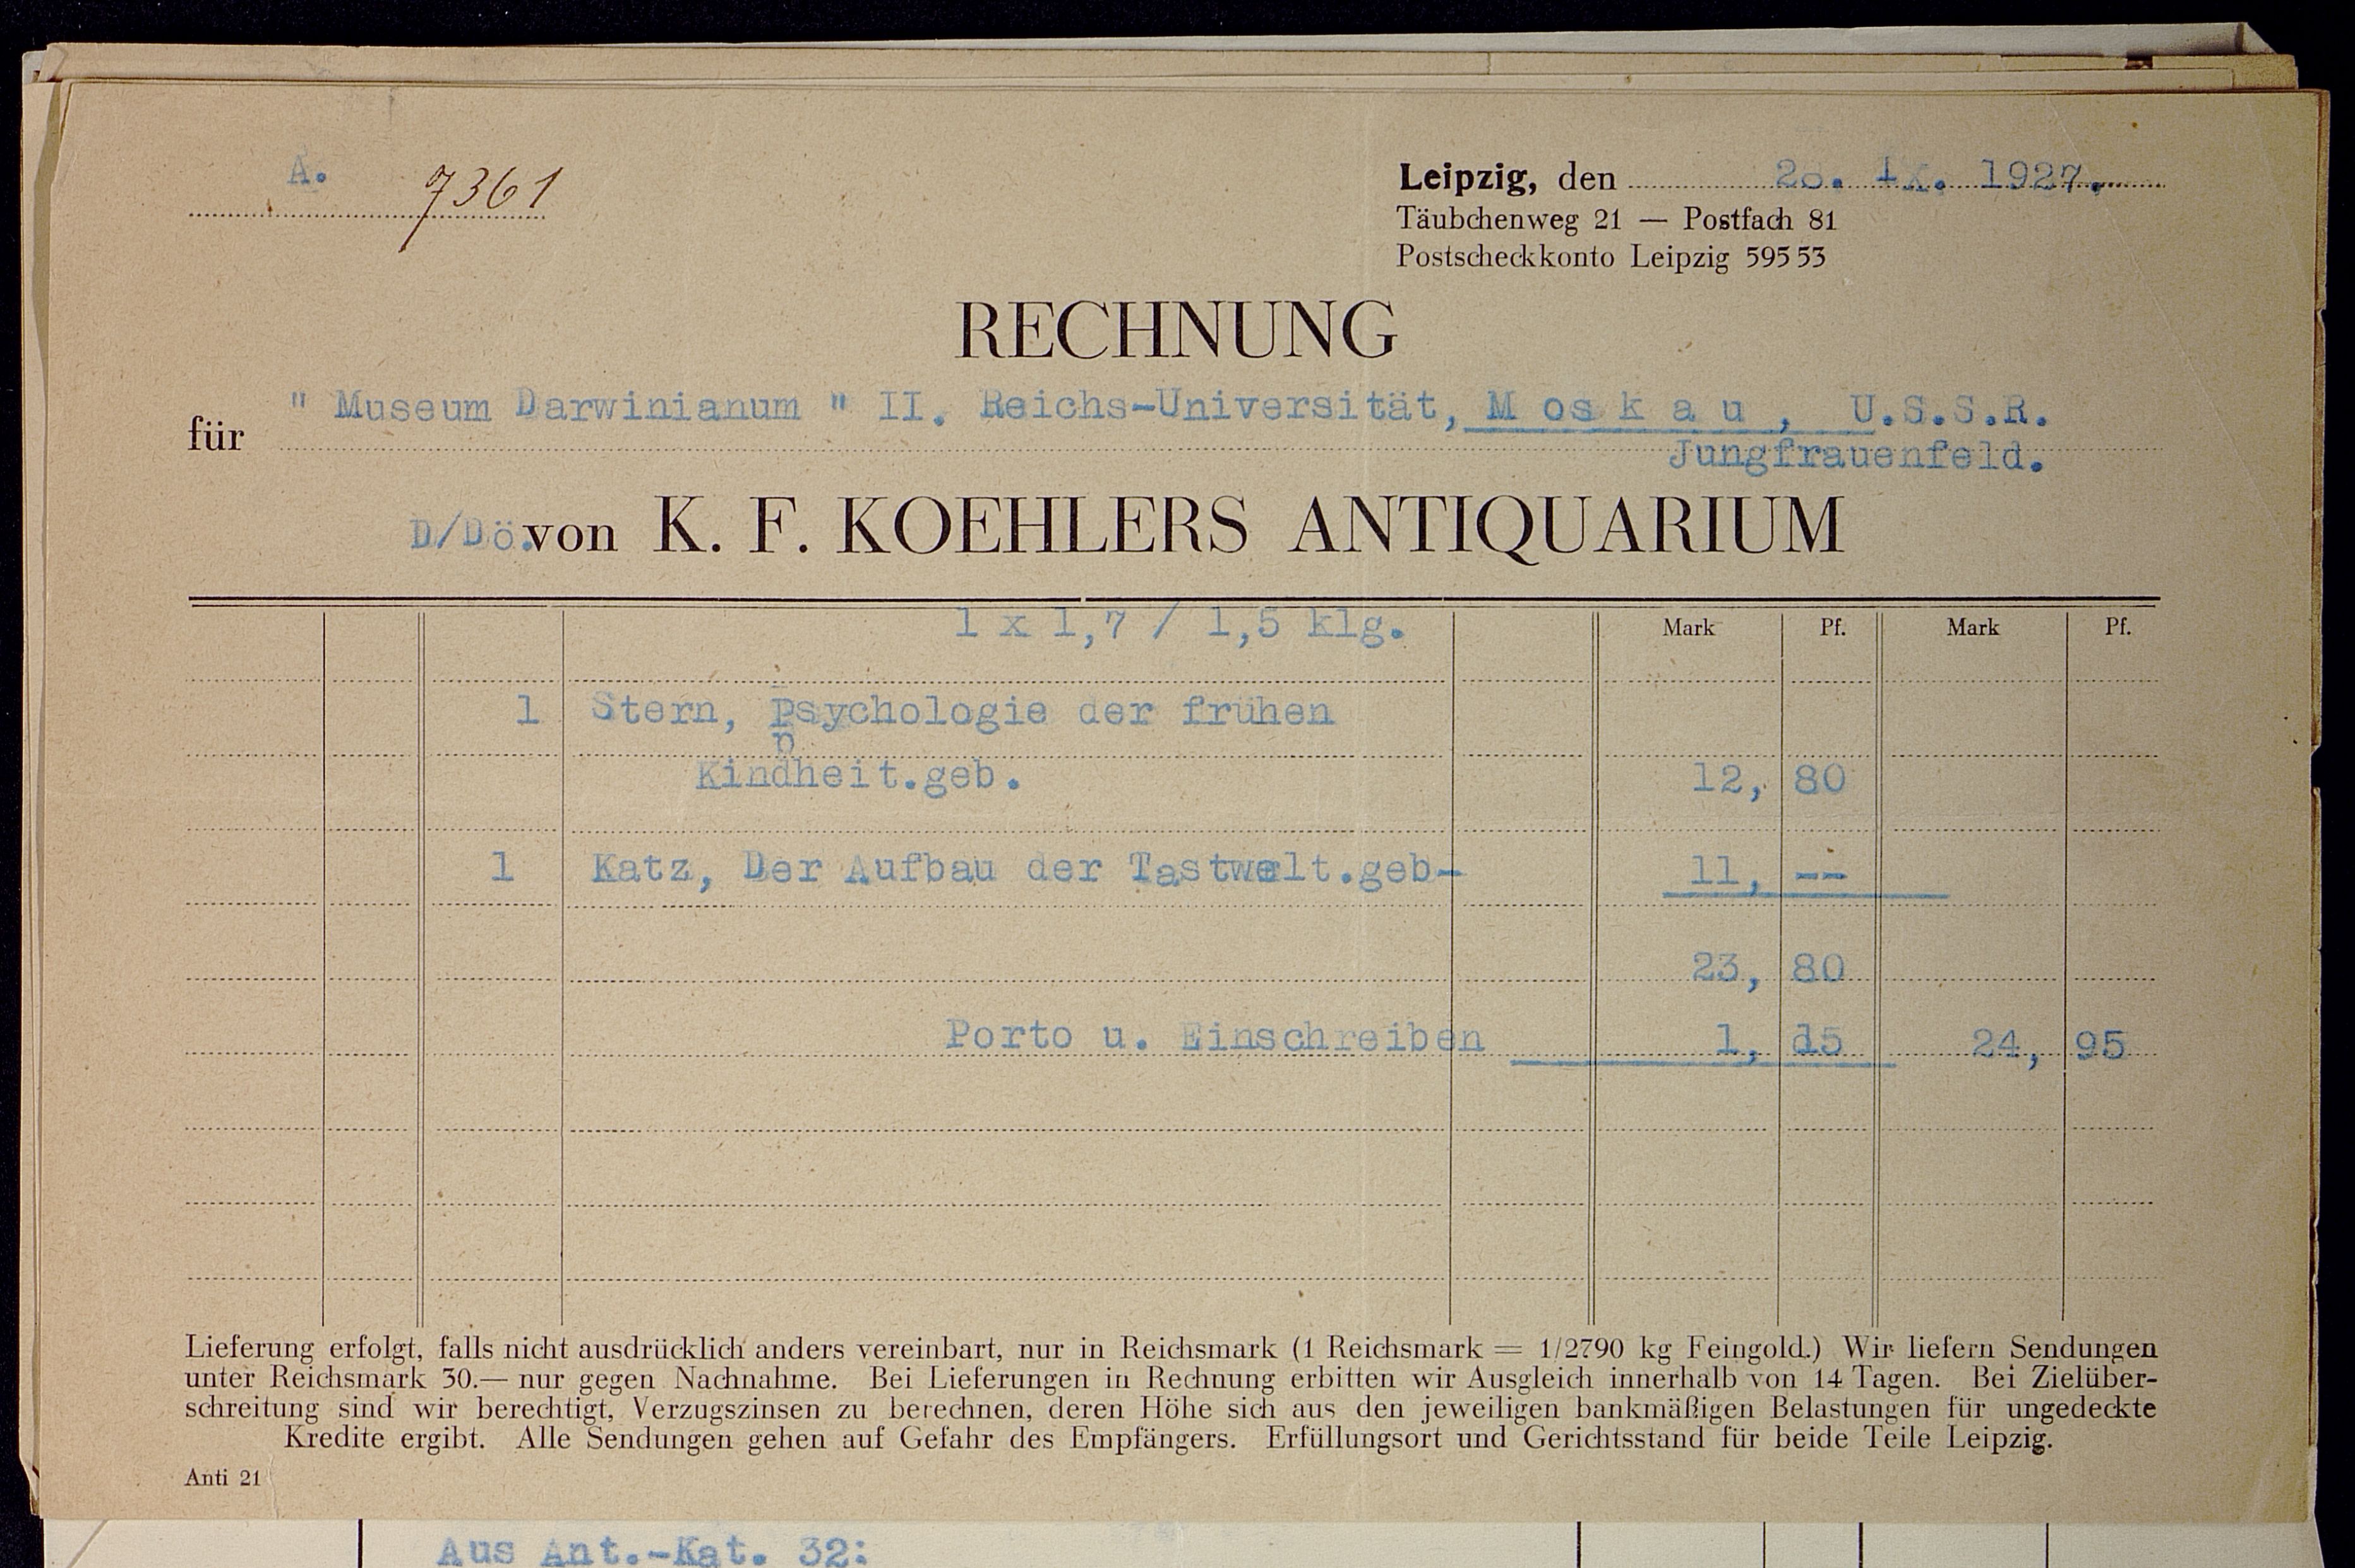 A. 7361
Leipzig, den 28. IX. 1927.
Täubchenweg 21 — Postfach 81
Postscheckkonto Leipzig 595 53
RECHNUNG
für " Museum Darwinianum " II. Reichs-Universität, M o s k a u , U.S.S.R.
Jungfrauenfeld.
D/Dö. von K. F. KOEHLERS ANTIQUARIUM
1 x 1,7 / 1,5 klg. Mark Pf. Mark Pf.
1 Stern, Psychologie der frühen
p
Kindheit.geb. 12, 80
1 Katz, Der Aufbau der Tastwelt.geb- 11, --
23, 80
Porto u. Einschreiben 1, 15 24, 95
Lieferung erfolgt, falls nicht ausdrücklich anders vereinbart, nur in Reichsmark (1 Reichsmark = 1/2790 kg Feingold.) Wir liefern Sendungen
unter Reichsmark 30.— nur gegen Nachnahme. Bei Lieferungen in Rechnung erbitten wir Ausgleich innerhalb von 14 Tagen. Bei Zielüber-
schreitung sind wir berechtigt, Verzugszinsen zu berechnen, deren Höhe sich aus den jeweiligen bankmäßigen Belastungen für ungedeckte
Kredite ergibt. Alle Sendungen gehen auf Gefahr des Empfängers. Erfüllungsort und Gerichtsstand für beide Teile Leipzig.
Anti 21
Aus Ant.-Kat. 32: